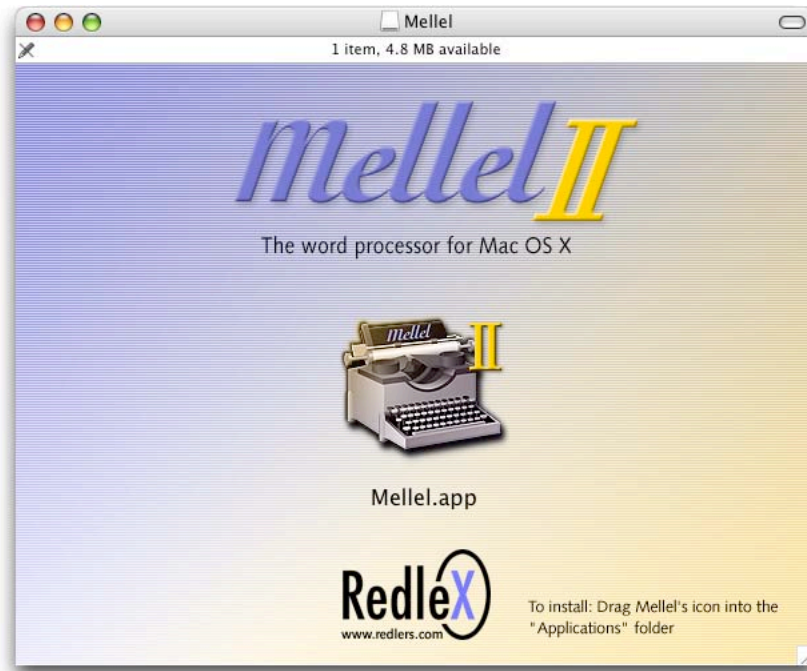 Mellel
1 item, 4.8 MB available
Mellel II
The word processor for Mac OS X
Mellel II
Mellel.app
RedleX
www.redlers.com
To install: Drag Mellel's icon into the
"Applications" folder